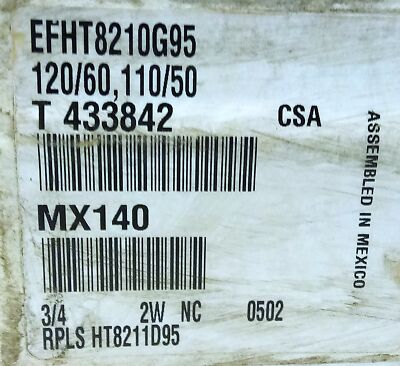 EFHT8210G95
120/60,110/50
T 433842 CSA
MX140
3/4 2W NC 0502
RPLS HT8211D95
ASSEMBLED IN MEXICO